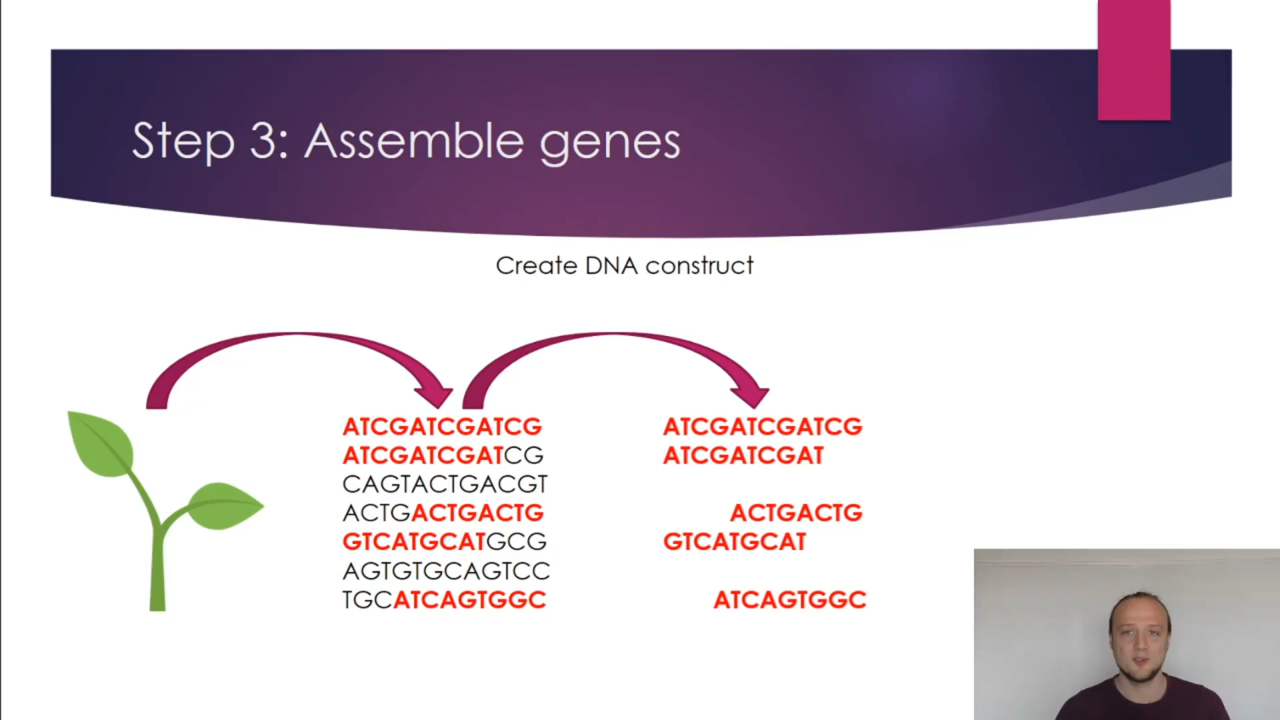 Step 3: Assemble genes
Create DNA construct
ATCGATCGATCG
ATCGATCGATCG
CAGTACTGACGT
ACTGACTGACTG
GTCATGCATGCG
AGTGTGCAGTCC
TGCATCAGTGGC
ATCGATCGATCG
ATCGATCGAT
ACTGACTG
GTCATGCAT
ATCAGTGGC